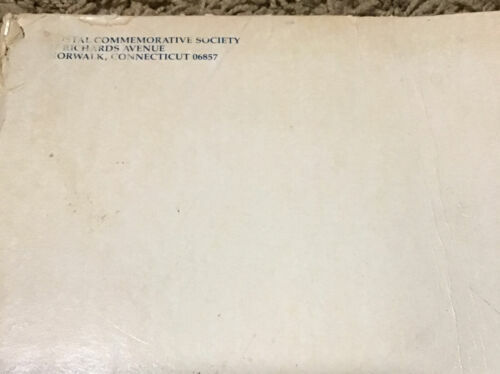 STAL COMMEMORATIVE SOCIETY
RICHARDS AVENUE
ORWALK, CONNECTICUT 06857